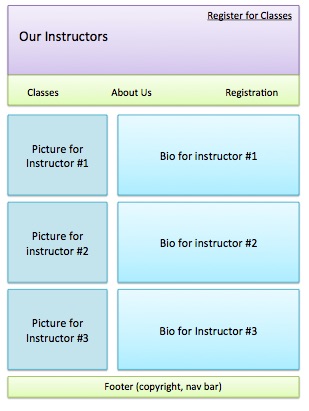 Register for Classes
Our Instructors
Classes About Us Registration
Picture for
Instructor #1
Bio for instructor #1
Picture for
instructor #2
Bio for instructor #2
Picture for
Instructor #3
Bio for Instructor #3
Footer (copyright, nav bar)